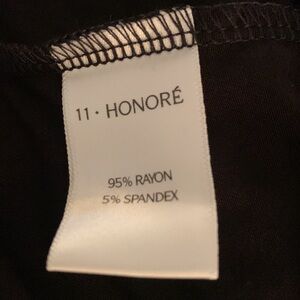 11 · HONORÉ
95% RAYON
5% SPANDEX